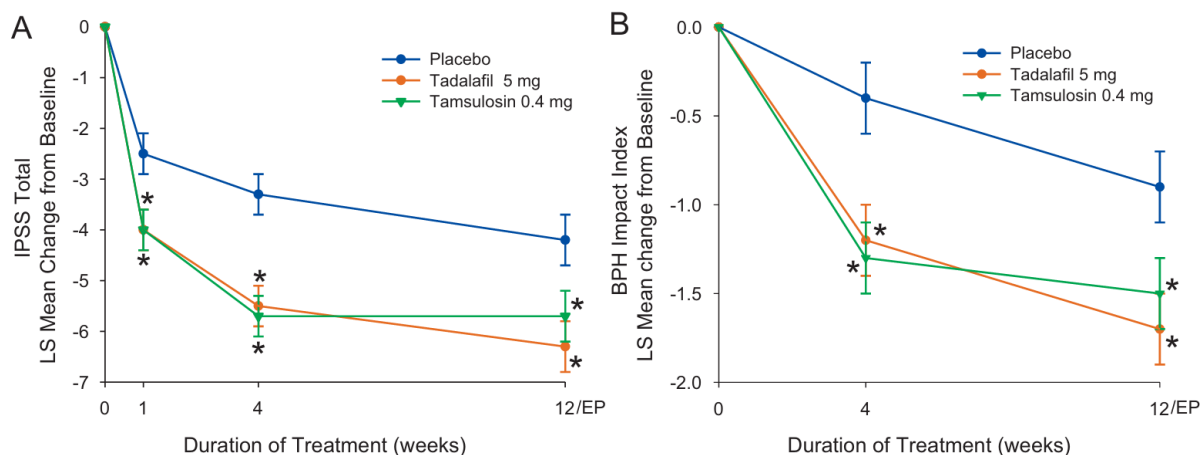 A
IPSS Total
LS Mean Change from Baseline
0
-1
-2
-3
-4
-5
-6
-7
Placebo
Tadalafil 5 mg
Tamsulosin 0.4 mg
*
*
*
*
*
*
0
1
4
12/EP
Duration of Treatment (weeks)
B
BPH Impact Index
LS Mean change from Baseline
0.0
-0.5
-1.0
-1.5
-2.0
Placebo
Tadalafil 5 mg
Tamsulosin 0.4 mg
*
*
*
*
0
4
12/EP
Duration of Treatment (weeks)